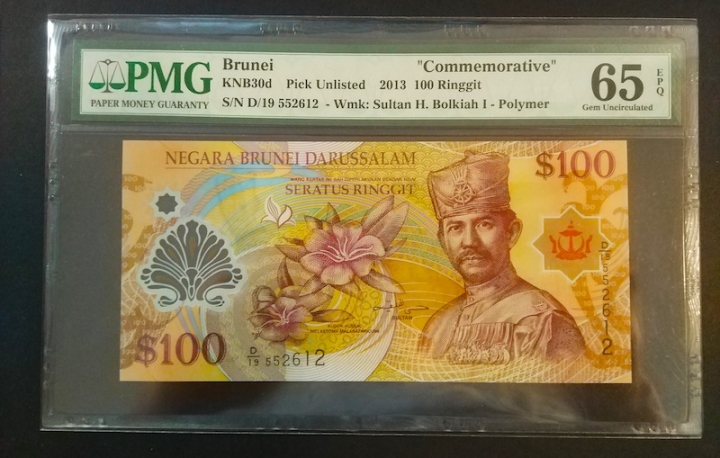 PMG
PAPER MONEY GUARANTY
Brunei "Commemorative"
KNB30d Pick Unlisted 2013 100 Ringgit
S/N D/19 552612 - Wmk: Sultan H. Bolkiah I - Polymer
65 EPQ
Gem Uncirculated
NEGARA BRUNEI DARUSSALAM
SERATUS RINGGIT
$100
SULTAN
$100
D/19 552612
D/19 552612